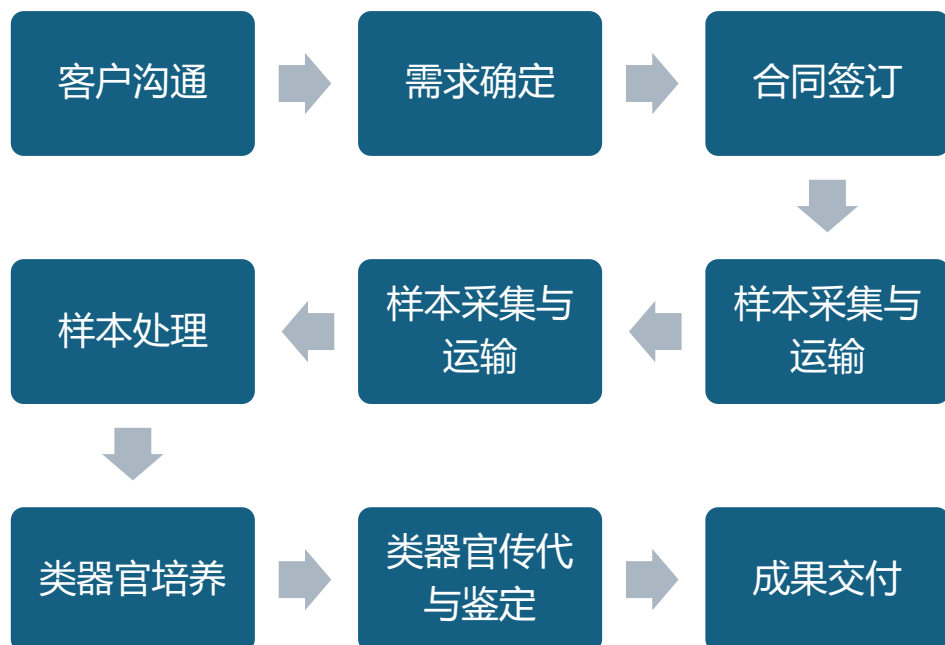 客户沟通
需求确定
合同签订
样本采集与
运输
样本采集与
运输
样本处理
类器官培养
类器官传代
与鉴定
成果交付